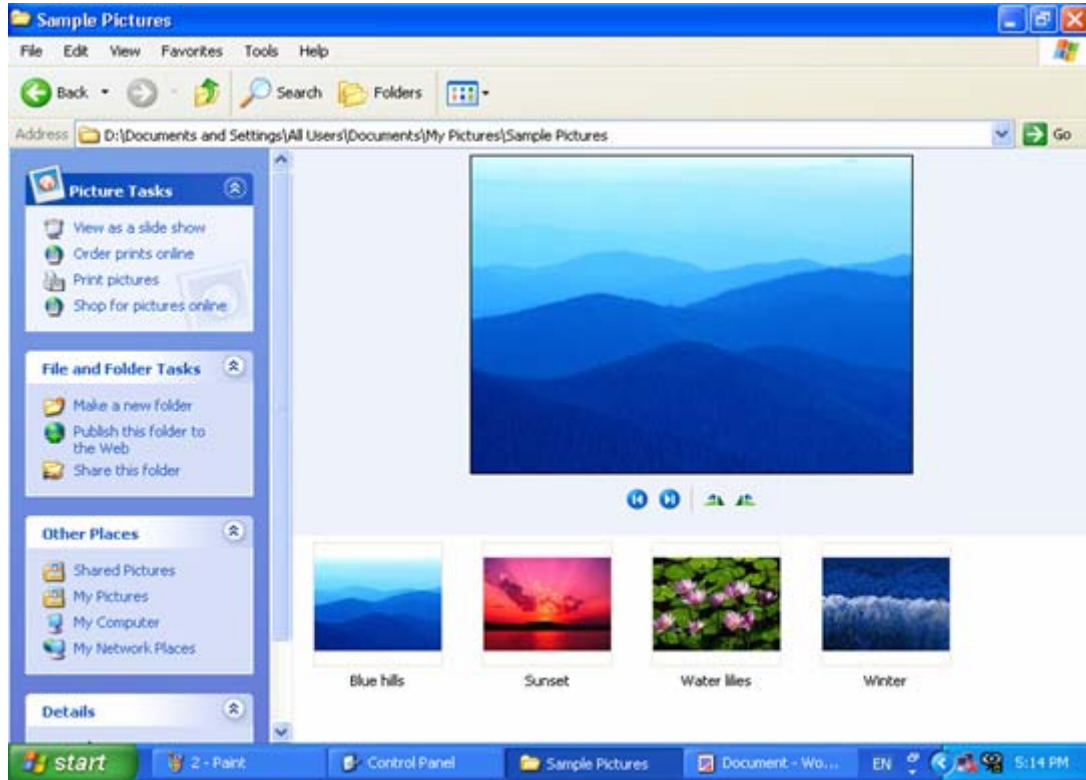 Sample Pictures
File Edit View Favorites Tools Help
Back Search Folders
Address D:\Documents and Settings\All Users\Documents\My Pictures\Sample Pictures Go
Picture Tasks
View as a slide show
Order prints online
Print pictures
Shop for pictures online
File and Folder Tasks
Make a new folder
Publish this folder to
the Web
Share this folder
Other Places
Shared Pictures
My Pictures
My Computer
My Network Places
Details
Blue hills Sunset Water lilies Winter
start 2 - Paint Control Panel Sample Pictures Document - Wo... EN 5:14 PM